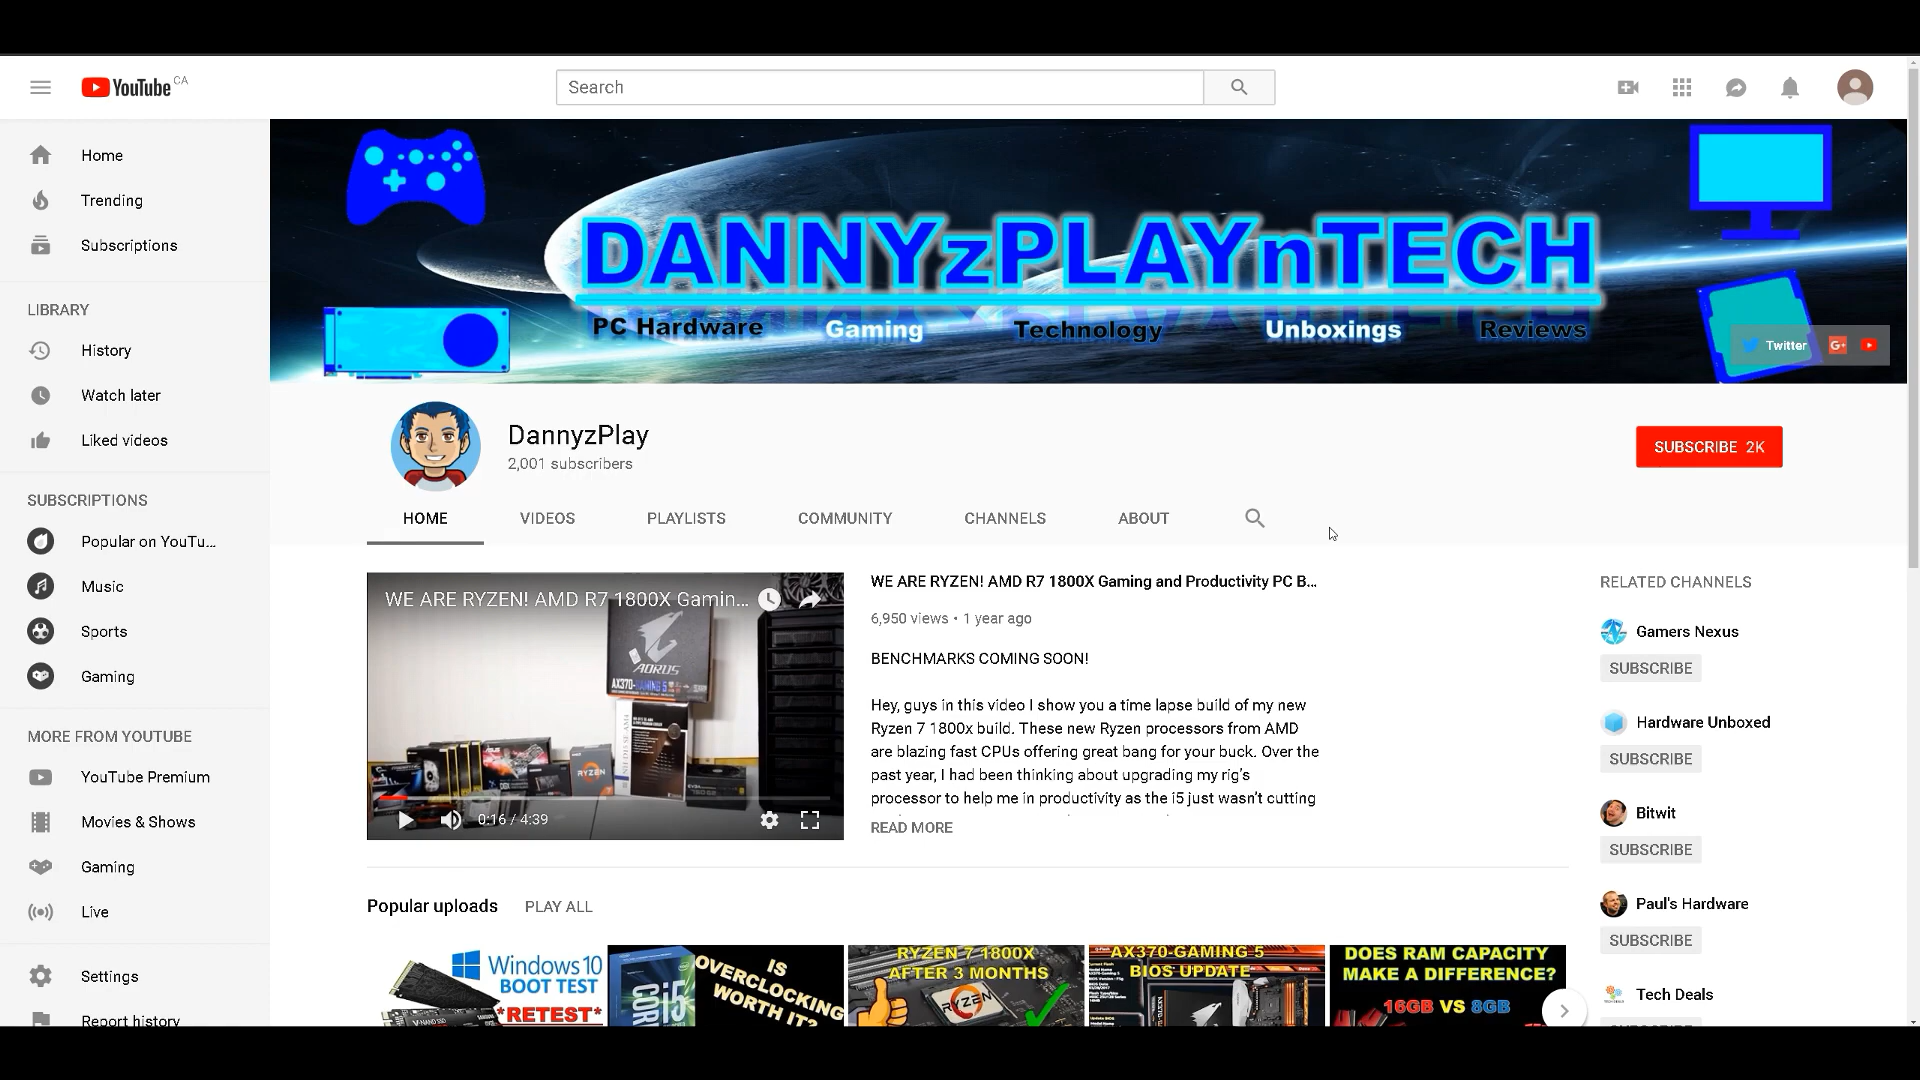 YouTube CA
Search
Home
Trending
Subscriptions
LIBRARY
History
Watch later
Liked videos
SUBSCRIPTIONS
Popular on YouTu...
Music
Sports
Gaming
MORE FROM YOUTUBE
YouTube Premium
Movies & Shows
Gaming
Live
Settings
Report history
DANNYzPLAYnTECH
PC Hardware Gaming Technology Unboxings Reviews
Twitter G+
DannyzPlay
2,001 subscribers
SUBSCRIBE 2K
HOME VIDEOS PLAYLISTS COMMUNITY CHANNELS ABOUT
WE ARE RYZEN! AMD R7 1800X Gamin...
AORUS
AX370-GAMING 5
RYZEN
0:16 / 4:39
WE ARE RYZEN! AMD R7 1800X Gaming and Productivity PC B...
6,950 views • 1 year ago
BENCHMARKS COMING SOON!
Hey, guys in this video I show you a time lapse build of my new
Ryzen 7 1800x build. These new Ryzen processors from AMD
are blazing fast CPUs offering great bang for your buck. Over the
past year, I had been thinking about upgrading my rig's
processor to help me in productivity as the i5 just wasn't cutting
READ MORE
RELATED CHANNELS
Gamers Nexus
SUBSCRIBE
Hardware Unboxed
SUBSCRIBE
Bitwit
SUBSCRIBE
Paul's Hardware
SUBSCRIBE
Tech Deals
SUBSCRIBE
Popular uploads PLAY ALL
Windows 10
BOOT TEST
*RETEST*
V-NAND SSD
CORE i5
IS
OVERCLOCKING
WORTH IT?
RYZEN 7 1800X
AFTER 3 MONTHS
RYZEN
AX370-GAMING 5
BIOS UPDATE
DOES RAM CAPACITY
MAKE A DIFFERENCE?
16GB VS 8GB